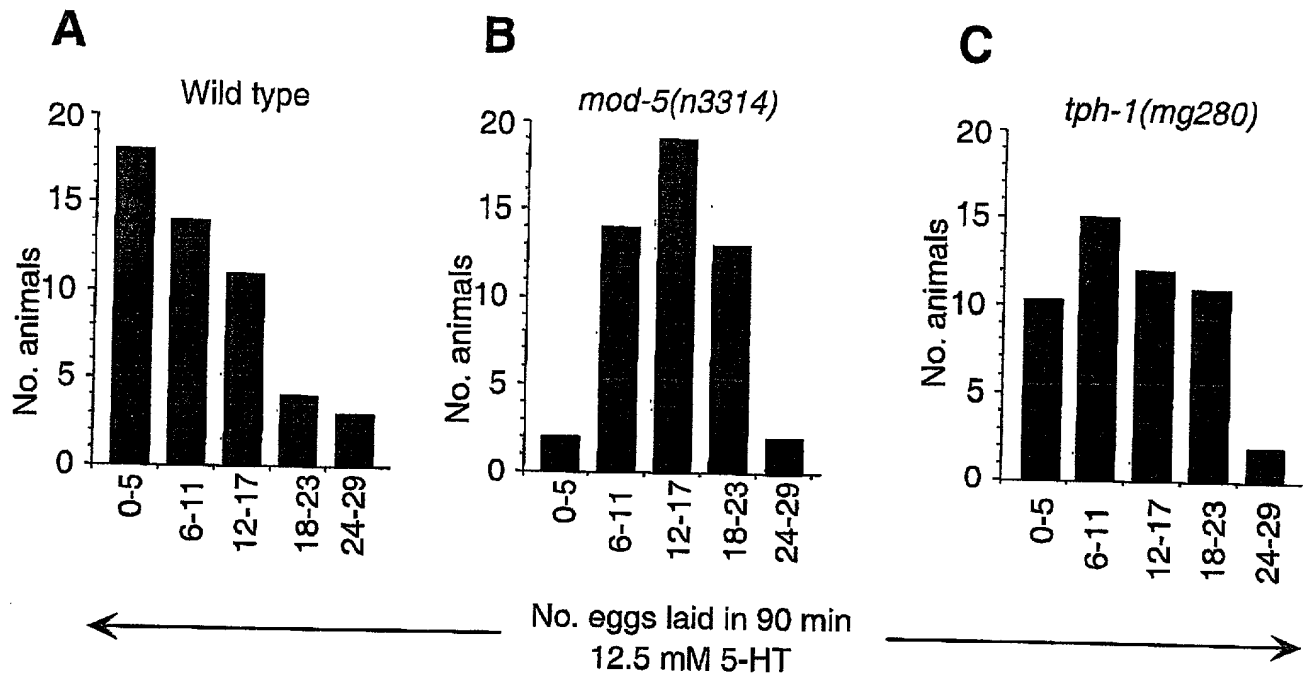 A
Wild type
20
15
10
5
0
No. animals
0-5
6-11
12-17
18-23
24-29
B
mod-5(n3314)
20
15
10
5
0
No. animals
0-5
6-11
12-17
18-23
24-29
C
tph-1(mg280)
20
15
10
5
0
No. animals
0-5
6-11
12-17
18-23
24-29
No. eggs laid in 90 min
12.5 mM 5-HT